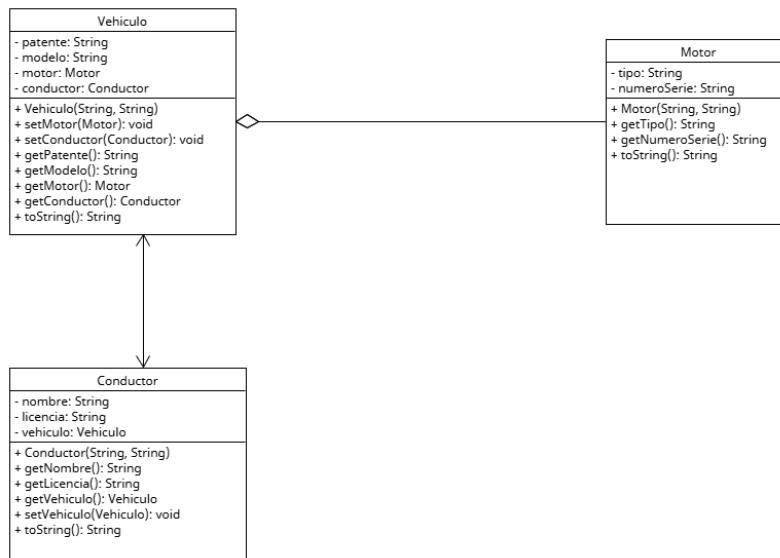 Vehiculo
- patente: String
- modelo: String
- motor: Motor
- conductor: Conductor
+ Vehiculo(String, String)
+ setMotor(Motor): void
+ setConductor(Conductor): void
+ getPatente(): String
+ getModelo(): String
+ getMotor(): Motor
+ getConductor(): Conductor
+ toString(): String
Motor
- tipo: String
- numeroSerie: String
+ Motor(String, String)
+ getTipo(): String
+ getNumeroSerie(): String
+ toString(): String
Conductor
- nombre: String
- licencia: String
- vehiculo: Vehiculo
+ Conductor(String, String)
+ getNombre(): String
+ getLicencia(): String
+ getVehiculo(): Vehiculo
+ setVehiculo(Vehiculo): void
+ toString(): String